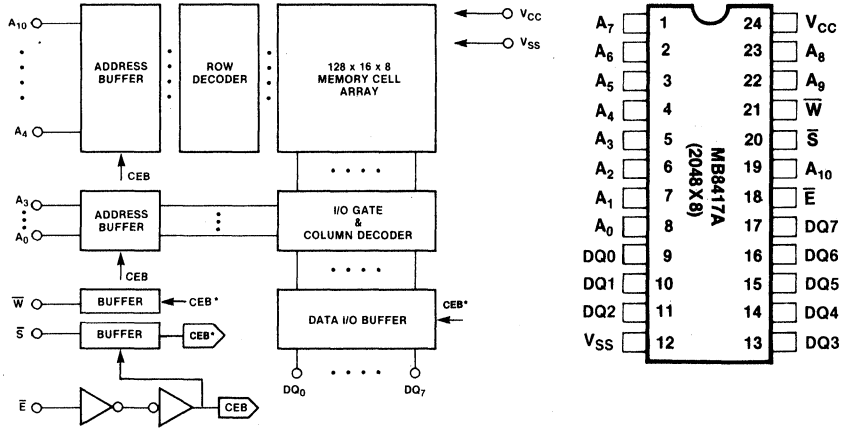 A10
A4
ADDRESS
BUFFER
ROW
DECODER
128 x 16 x 8
MEMORY CELL
ARRAY
VCC
VSS
CEB
A3
A0
ADDRESS
BUFFER
I/O GATE
&
COLUMN DECODER
CEB
W̅
BUFFER
CEB*
S̅
BUFFER
CEB*
DATA I/O BUFFER
CEB*
DQ0
DQ7
E̅
CEB
A7 1
A6 2
A5 3
A4 4
A3 5
A2 6
A1 7
A0 8
DQ0 9
DQ1 10
DQ2 11
VSS 12
MB8417A
(2048X8)
24 VCC
23 A8
22 A9
21 W̅
20 S̅
19 A10
18 E̅
17 DQ7
16 DQ6
15 DQ5
14 DQ4
13 DQ3